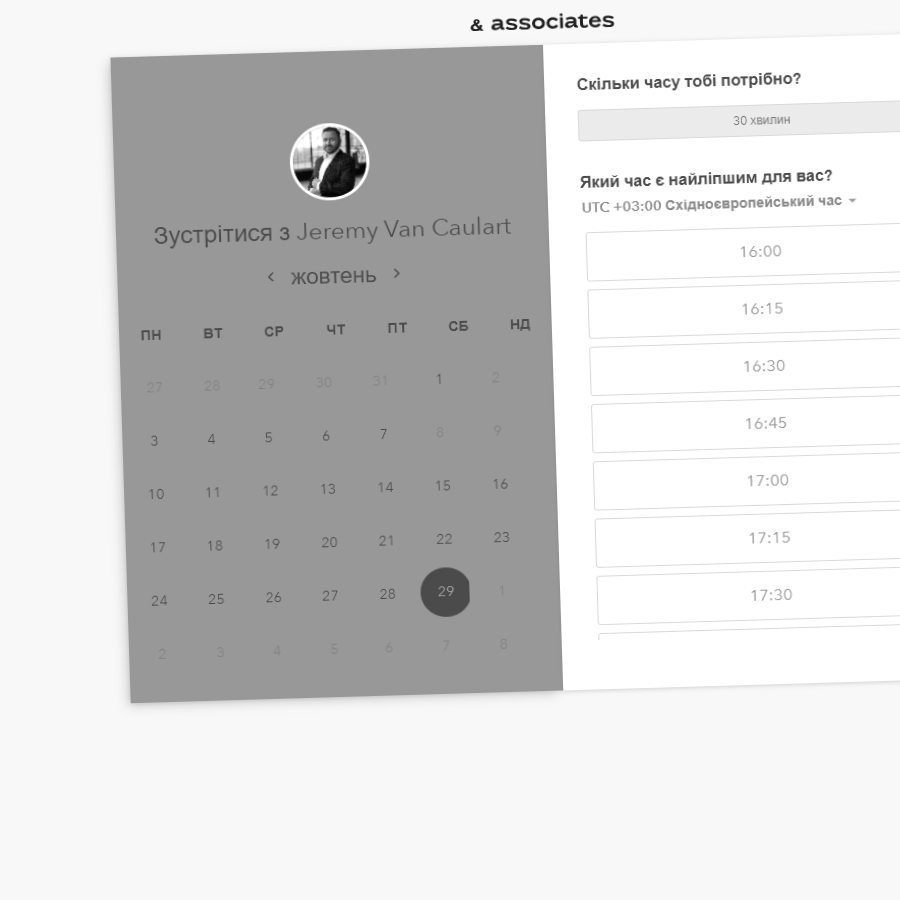 & associates
Зустрітися з Jeremy Van Caulart
жовтень
ПН ВТ СР ЧТ ПТ СБ НД
27 28 29 30 31 1 2
3 4 5 6 7 8 9
10 11 12 13 14 15 16
17 18 19 20 21 22 23
24 25 26 27 28 29 1
2 3 4 5 6 7 8
Скільки часу тобі потрібно?
30 хвилин
Який час є найліпшим для вас?
UTC +03:00 Східноєвропейський час
16:00
16:15
16:30
16:45
17:00
17:15
17:30